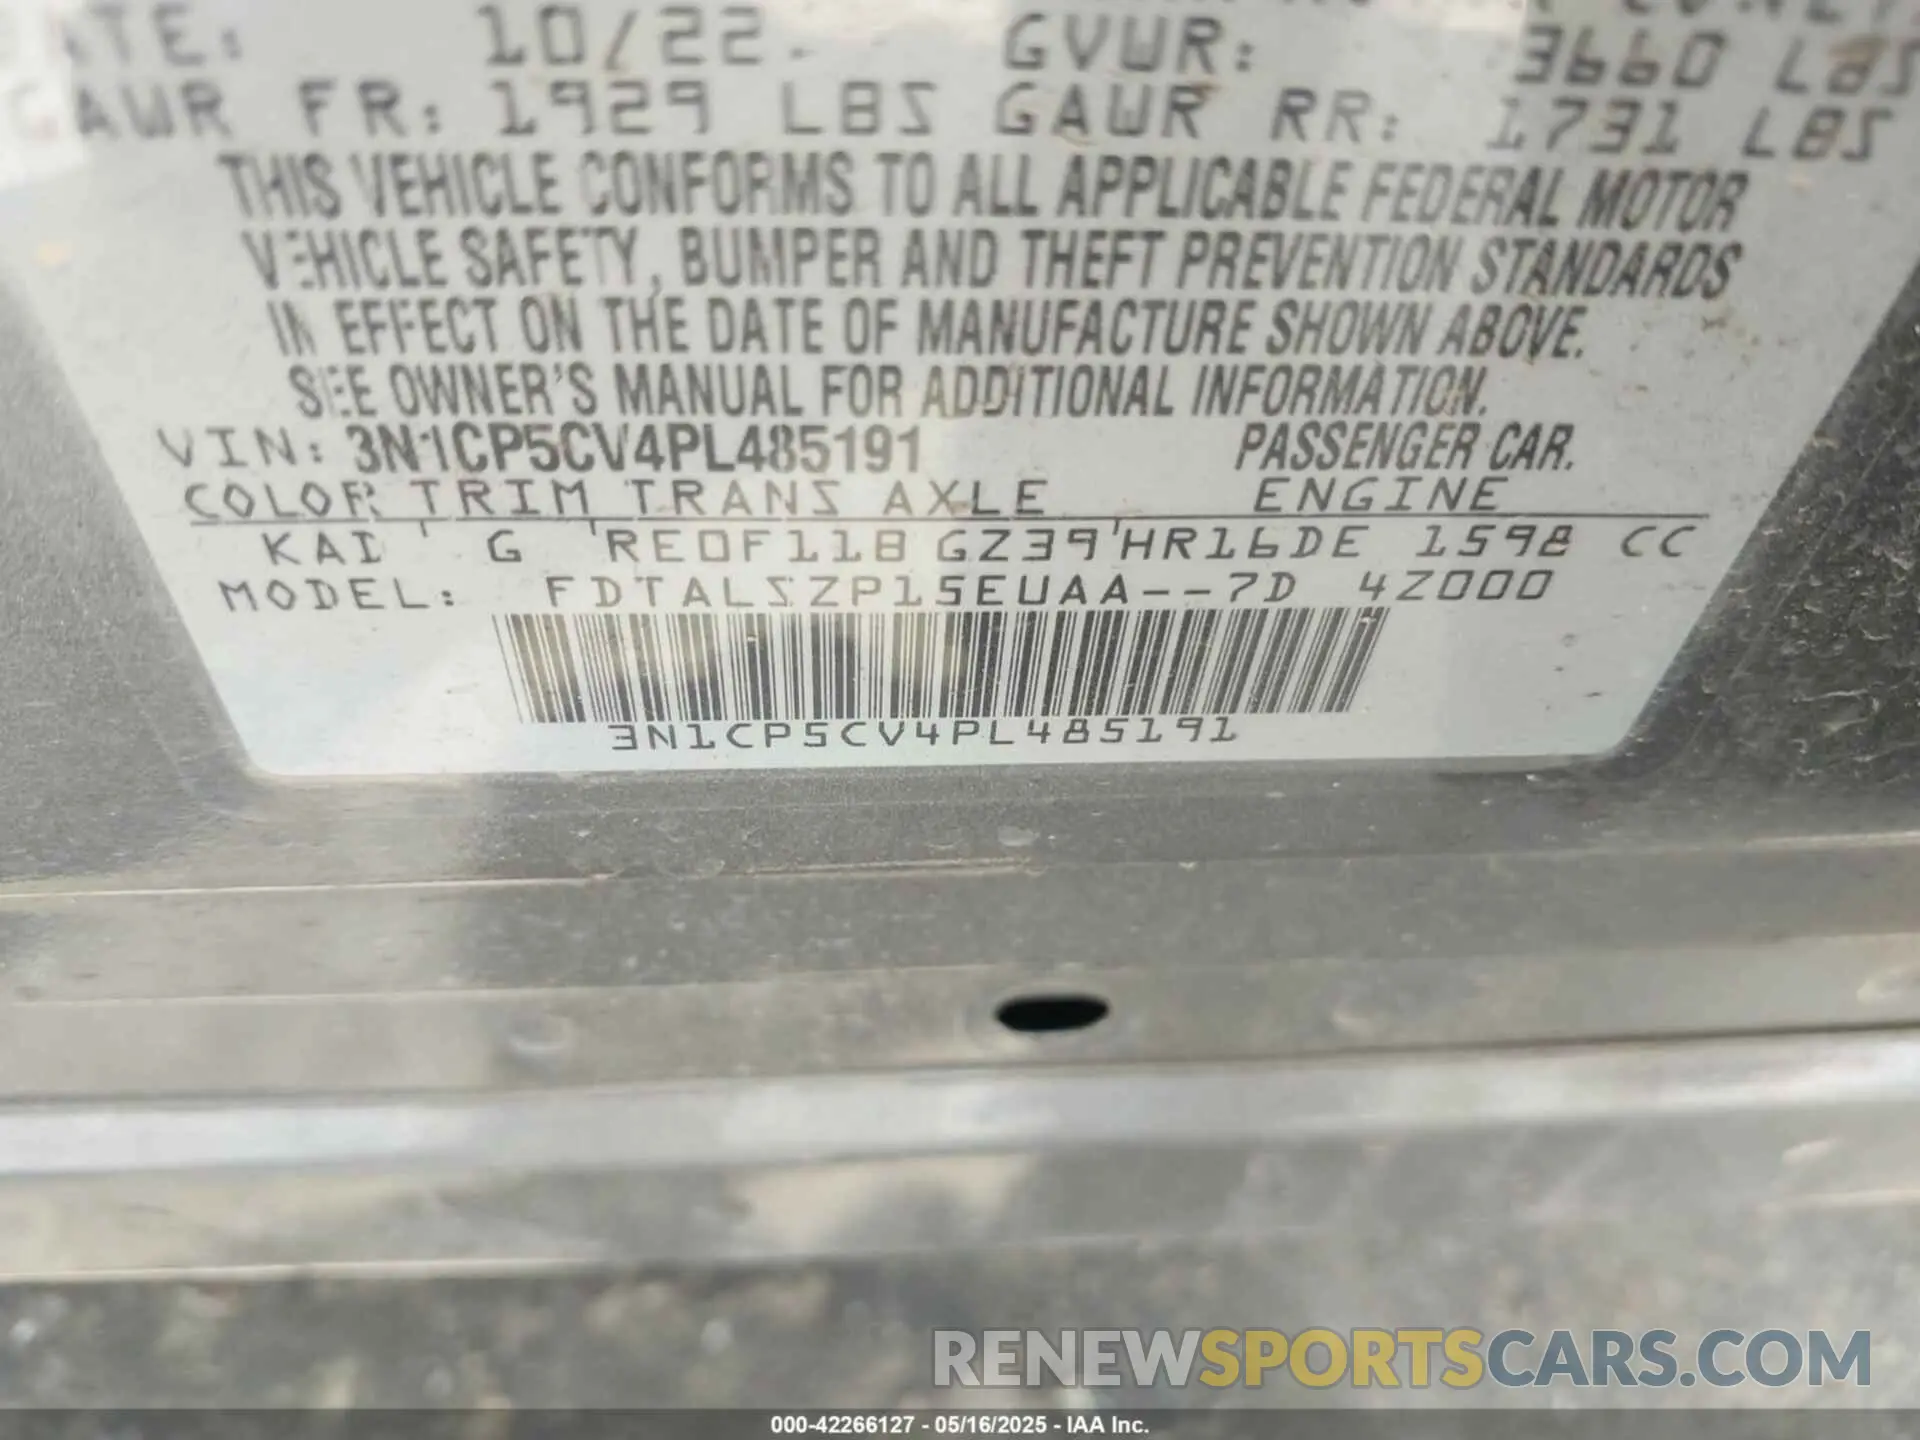 10/22 GVWR: 3660 LBS
GAWR FR: 1929 LBS GAWR RR: 1731 LBS
THIS VEHICLE CONFORMS TO ALL APPLICABLE FEDERAL MOTOR
VEHICLE SAFETY, BUMPER AND THEFT PREVENTION STANDARDS
IN EFFECT ON THE DATE OF MANUFACTURE SHOWN ABOVE.
SEE OWNER'S MANUAL FOR ADDITIONAL INFORMATION.
VIN: 3N1CP5CV4PL485191 PASSENGER CAR.
COLOR TRIM TRANS AXLE ENGINE
KAD ' G 'RE0F11B GZ39'HR16DE 1598 CC
MODEL: FDTALSZP15EUAA--7D 4Z000
3N1CP5CV4PL485191
RENEWSPORTSCARS.COM
000-42266127 - 05/16/2025 - IAA Inc.